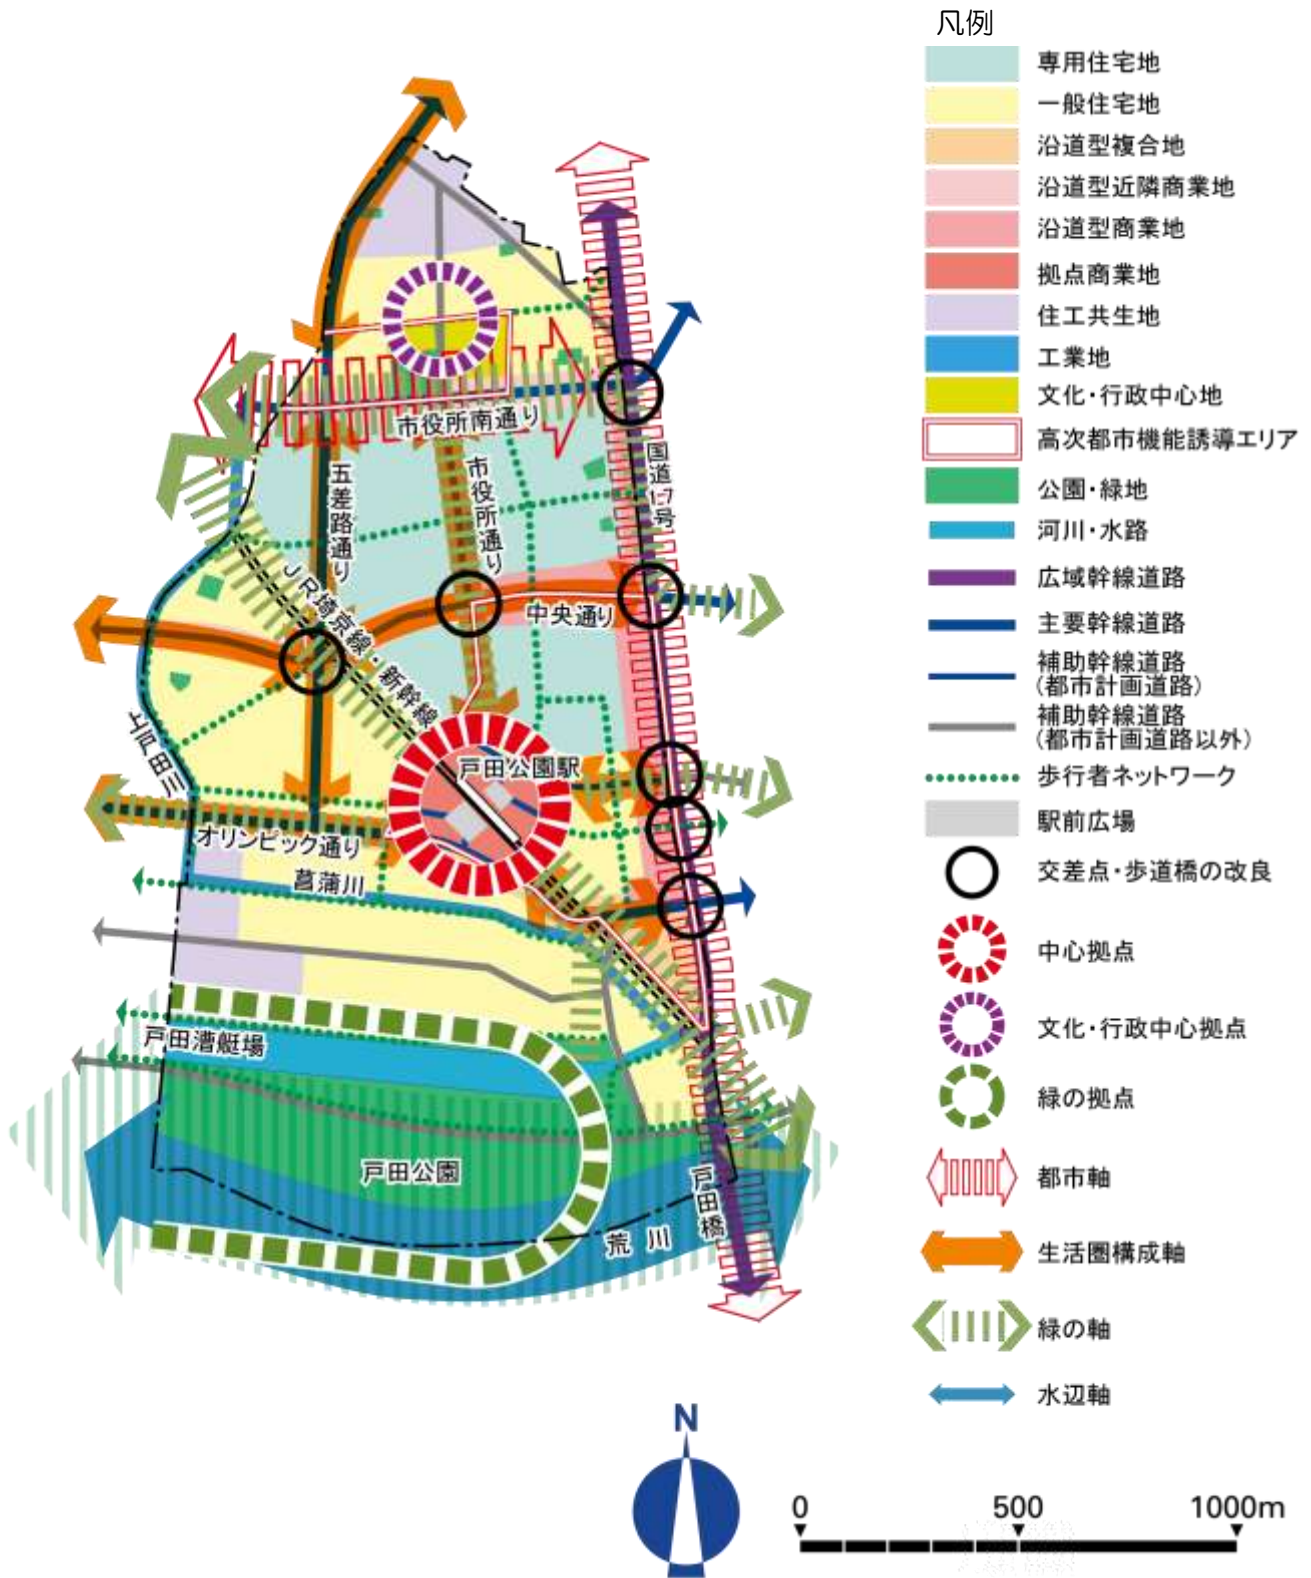 凡例
専用住宅地
一般住宅地
沿道型複合地
沿道型近隣商業地
沿道型商業地
拠点商業地
住工共生地
工業地
文化・行政中心地
高次都市機能誘導エリア
公園・緑地
河川・水路
広域幹線道路
主要幹線道路
補助幹線道路
(都市計画道路)
補助幹線道路
(都市計画道路以外)
歩行者ネットワーク
駅前広場
交差点・歩道橋の改良
中心拠点
文化・行政中心拠点
緑の拠点
都市軸
生活圏構成軸
緑の軸
水辺軸
市役所南通り
国道17号
五差路通り
市役所通り
JR埼京線・新幹線
中央通り
上戸田川
戸田公園駅
オリンピック通り
菖蒲川
戸田漕艇場
戸田公園
戸田橋
荒川
N
0 500 1000m